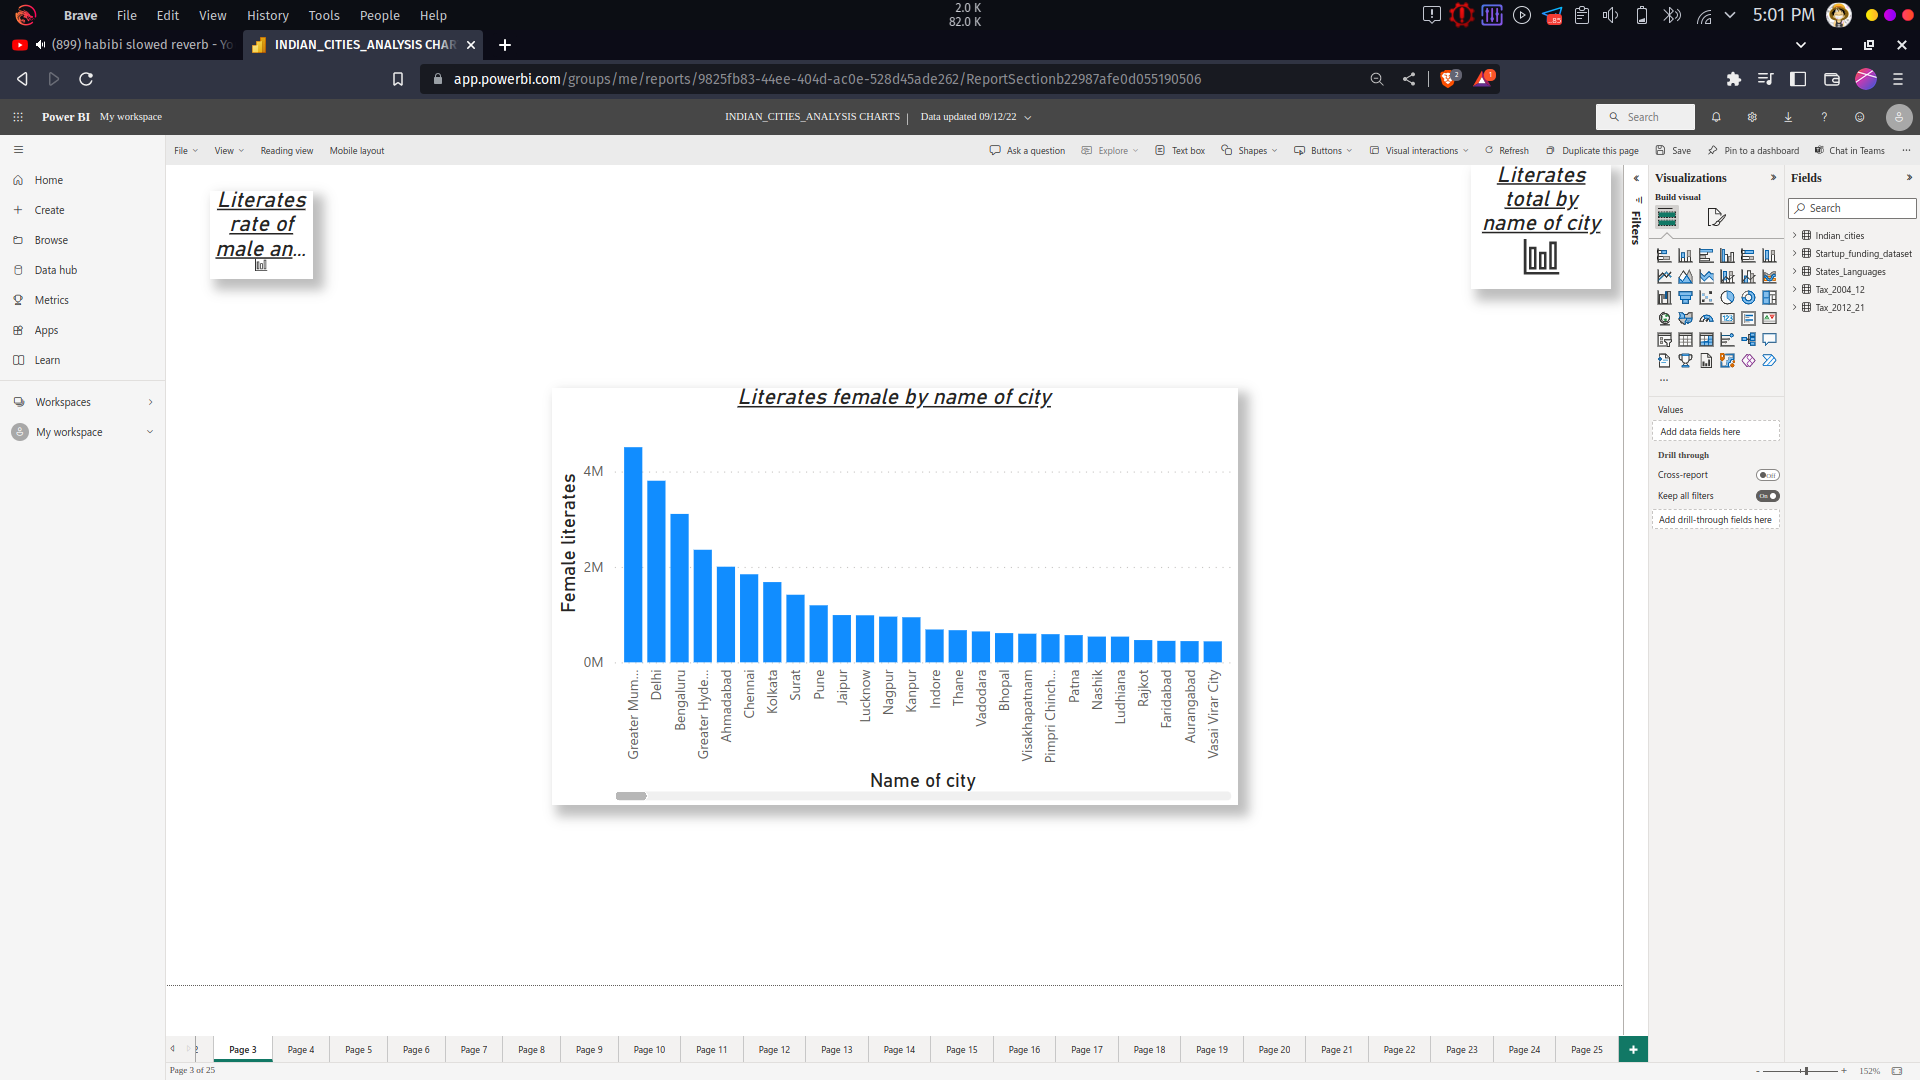 Brave File Edit View History Tools People Help
2.0 K
82.0 K
85
5:01 PM
(899) habibi slowed reverb - Yo
INDIAN_CITIES_ANALYSIS CHAR
app.powerbi.com/groups/me/reports/9825fb83-44ee-404d-ac0e-528d45ade262/ReportSectionb22987afe0d055190506
2
1
Power BI My workspace
INDIAN_CITIES_ANALYSIS CHARTS | Data updated 09/12/22
Search
File View Reading view Mobile layout
Ask a question Explore Text box Shapes Buttons Visual interactions Refresh Duplicate this page Save Pin to a dashboard Chat in Teams ...
Home
Create
Browse
Data hub
Metrics
Apps
Learn
Workspaces
My workspace
Literates
rate of
male an...
Literates
total by
name of city
Literates female by name of city
Female literates
4M
2M
0M
Greater Mum...
Delhi
Bengaluru
Greater Hyde...
Ahmadabad
Chennai
Kolkata
Surat
Pune
Jaipur
Lucknow
Nagpur
Kanpur
Indore
Thane
Vadodara
Bhopal
Visakhapatnam
Pimpri Chinch...
Patna
Nashik
Ludhiana
Rajkot
Faridabad
Aurangabad
Vasai Virar City
Name of city
Filters
Visualizations
Build visual
...
Values
Add data fields here
Drill through
Cross-report
Off
Keep all filters
On
Add drill-through fields here
Fields
Search
Indian_cities
Startup_funding_dataset
States_Languages
Tax_2004_12
Tax_2012_21
2 Page 3 Page 4 Page 5 Page 6 Page 7 Page 8 Page 9 Page 10 Page 11 Page 12 Page 13 Page 14 Page 15 Page 16 Page 17 Page 18 Page 19 Page 20 Page 21 Page 22 Page 23 Page 24 Page 25 +
Page 3 of 25
- + 152%